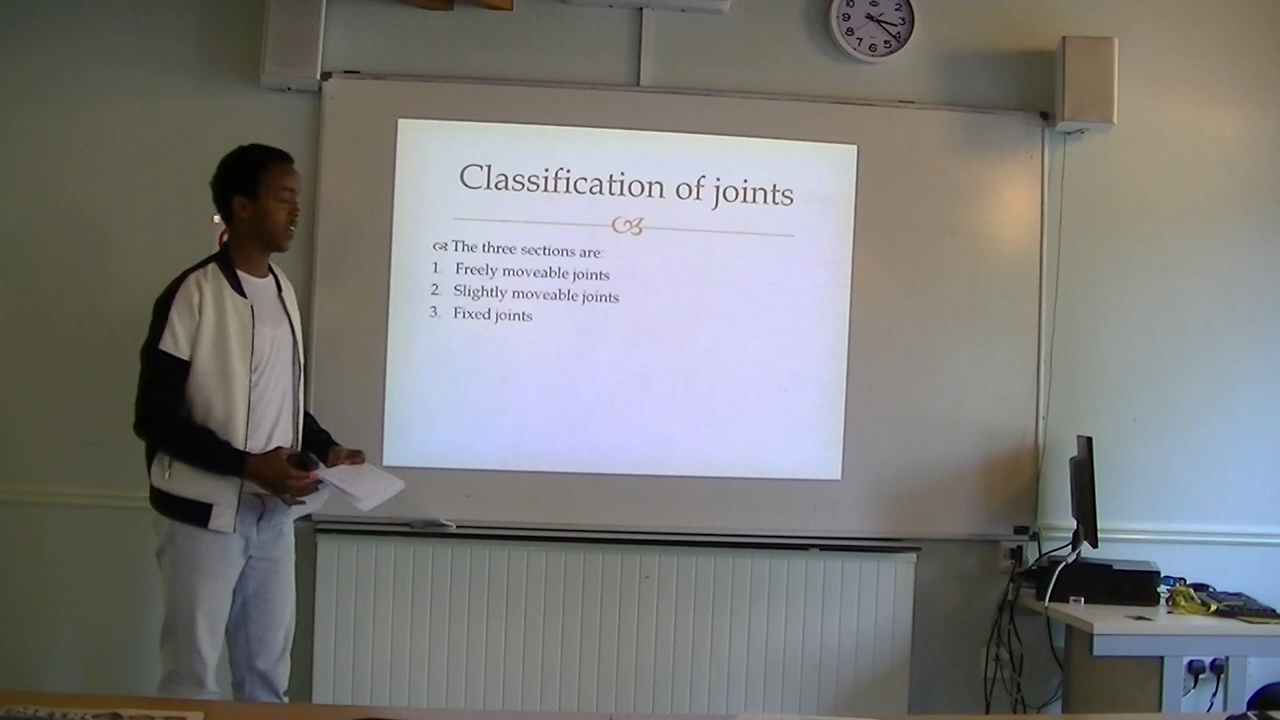 Classification of joints
The three sections are:
1. Freely moveable joints
2. Slightly moveable joints
3. Fixed joints